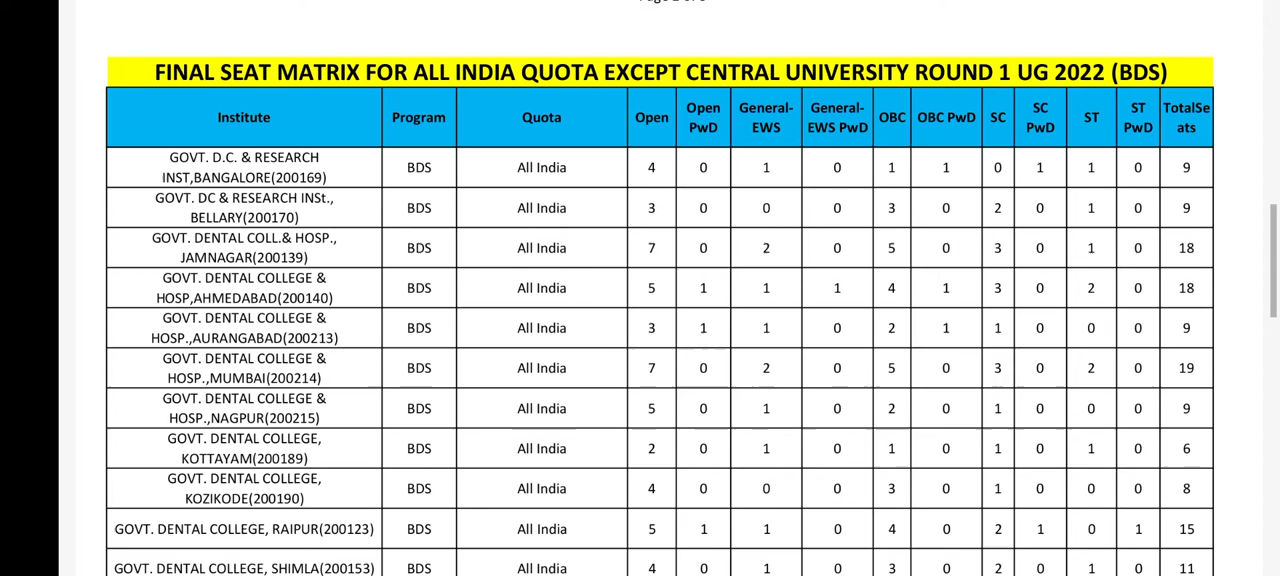 FINAL SEAT MATRIX FOR ALL INDIA QUOTA EXCEPT CENTRAL UNIVERSITY ROUND 1 UG 2022 (BDS)
Institute Program Quota Open Open PwD General-EWS General-EWS PwD OBC OBC PwD SC SC PwD ST ST PwD TotalSeats
GOVT. D.C. & RESEARCH
INST,BANGALORE(200169) BDS All India 4 0 1 0 1 1 0 1 1 0 9
GOVT. DC & RESEARCH INSt.,
BELLARY(200170) BDS All India 3 0 0 0 3 0 2 0 1 0 9
GOVT. DENTAL COLL.& HOSP.,
JAMNAGAR(200139) BDS All India 7 0 2 0 5 0 3 0 1 0 18
GOVT. DENTAL COLLEGE &
HOSP,AHMEDABAD(200140) BDS All India 5 1 1 1 4 1 3 0 2 0 18
GOVT. DENTAL COLLEGE &
HOSP.,AURANGABAD(200213) BDS All India 3 1 1 0 2 1 1 0 0 0 9
GOVT. DENTAL COLLEGE &
HOSP.,MUMBAI(200214) BDS All India 7 0 2 0 5 0 3 0 2 0 19
GOVT. DENTAL COLLEGE &
HOSP.,NAGPUR(200215) BDS All India 5 0 1 0 2 0 1 0 0 0 9
GOVT. DENTAL COLLEGE,
KOTTAYAM(200189) BDS All India 2 0 1 0 1 0 1 0 1 0 6
GOVT. DENTAL COLLEGE,
KOZIKODE(200190) BDS All India 4 0 0 0 3 0 1 0 0 0 8
GOVT. DENTAL COLLEGE, RAIPUR(200123) BDS All India 5 1 1 0 4 0 2 1 0 1 15
GOVT. DENTAL COLLEGE, SHIMLA(200153) BDS All India 4 0 1 0 3 0 2 0 1 0 11